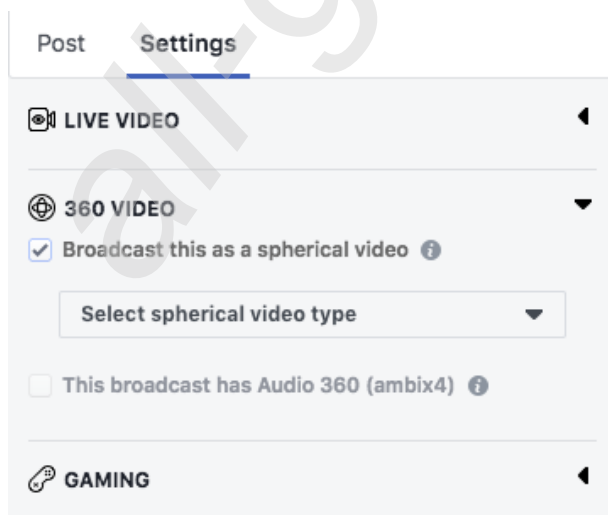 Post Settings
LIVE VIDEO
360 VIDEO
Broadcast this as a spherical video
Select spherical video type
This broadcast has Audio 360 (ambix4)
GAMING
all-g